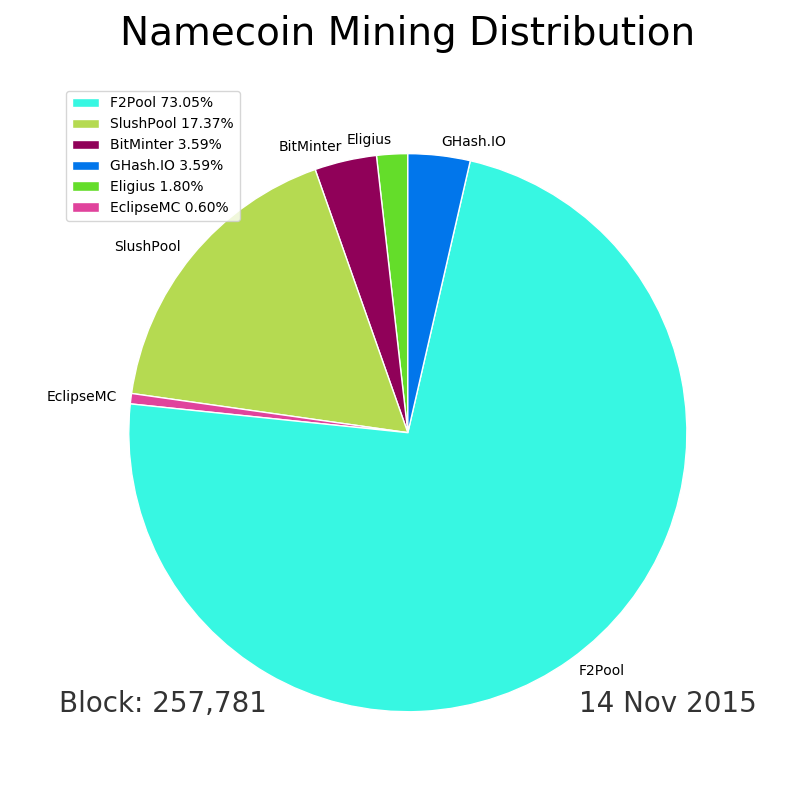 Namecoin Mining Distribution
F2Pool 73.05%
SlushPool 17.37%
BitMinter 3.59%
GHash.IO 3.59%
Eligius 1.80%
EclipseMC 0.60%
BitMinter
Eligius
GHash.IO
SlushPool
EclipseMC
F2Pool
Block: 257,781
14 Nov 2015